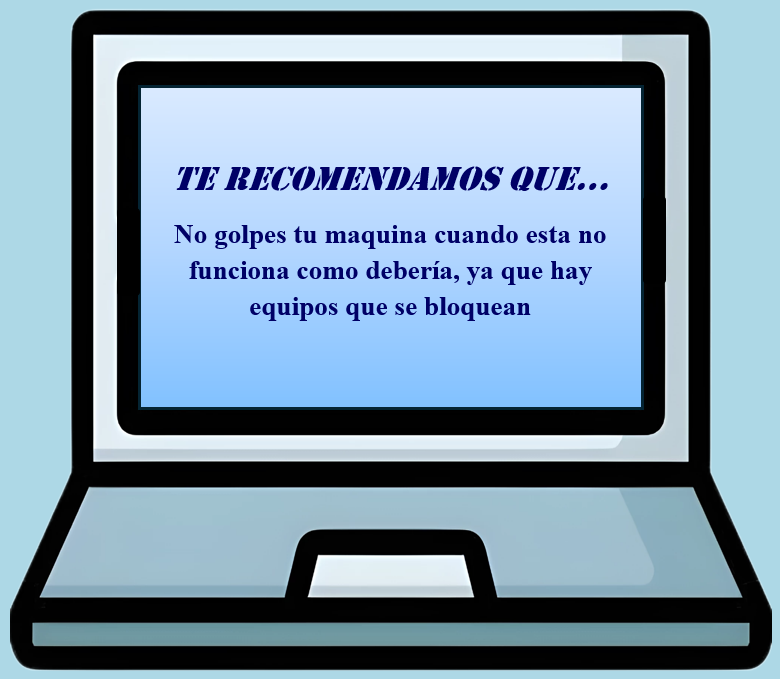 TE RECOMENDAMOS QUE...
No golpes tu maquina cuando esta no
funciona como debería, ya que hay
equipos que se bloquean